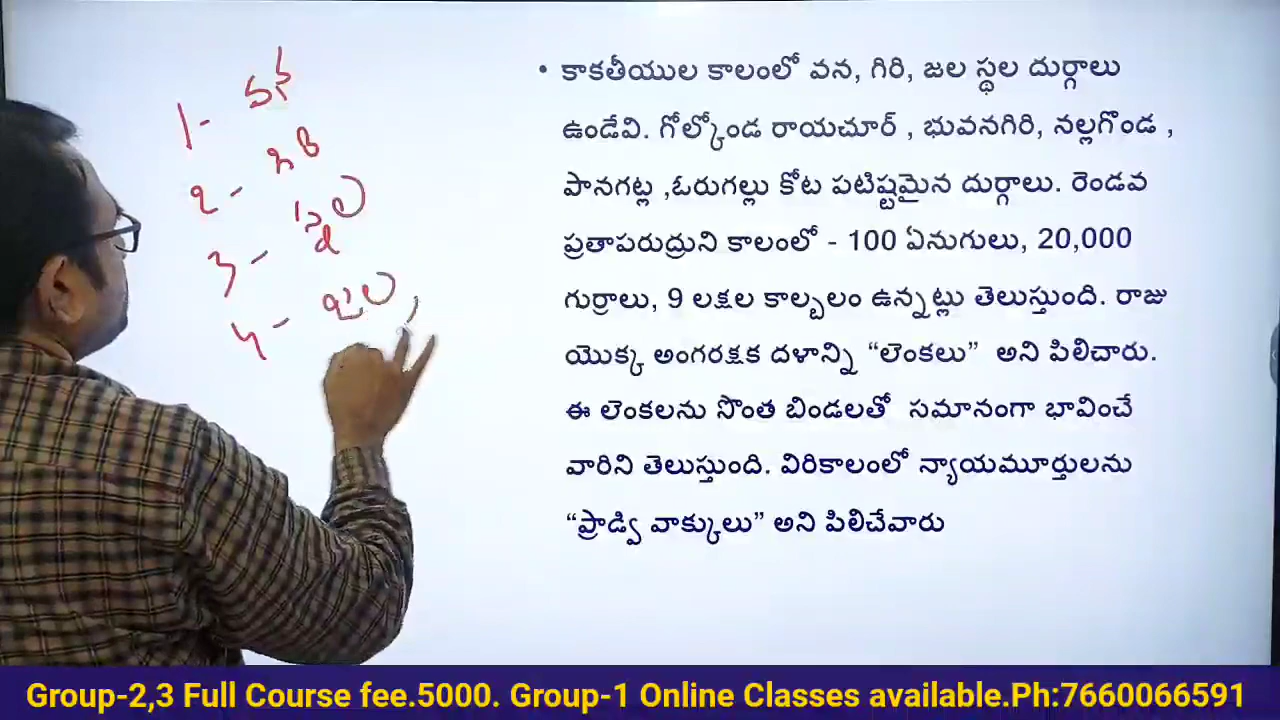 1 - వన
2 - గిరి
3 - స్థల
4 - జల,
• కాకతీయుల కాలంలో వన, గిరి, జల స్థల దుర్గాలు
ఉండేవి. గోల్కోండ రాయచూర్ , భువనగిరి, నల్లగొండ ,
పానగట్ల ,ఓరుగల్లు కోట పటిష్టమైన దుర్గాలు. రెండవ
ప్రతాపరుద్రుని కాలంలో - 100 ఏనుగులు, 20,000
గుర్రాలు, 9 లక్షల కాల్బలం ఉన్నట్లు తెలుస్తుంది. రాజు
యొక్క అంగరక్షక దళాన్ని “లెంకలు” అని పిలిచారు.
ఈ లెంకలను సొంత బిండలతో సమానంగా భావించే
వారిని తెలుస్తుంది. విరికాలంలో న్యాయమూర్తులను
“ప్రాడ్వి వాక్కులు” అని పిలిచేవారు
Group-2,3 Full Course fee.5000. Group-1 Online Classes available.Ph:7660066591